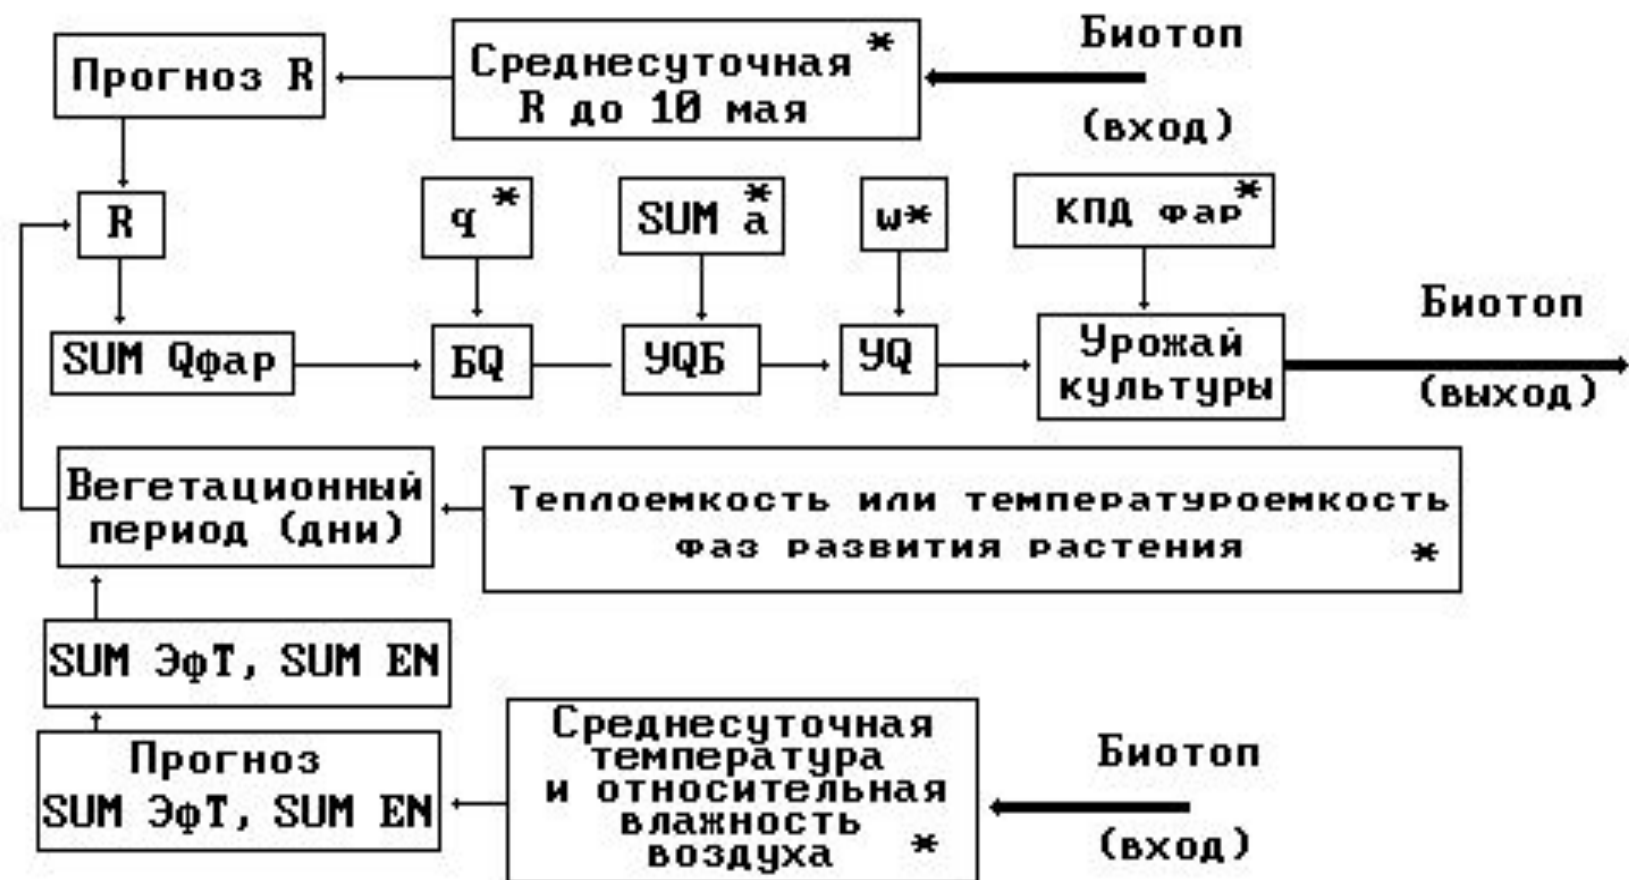 Прогноз R
Среднесуточная *
R до 10 мая
Биотоп
(вход)
R
q *
SUM a *
w*
КПД фар *
SUM Qфар
БQ
УQБ
УQ
Урожай
культуры
Биотоп
(выход)
Вегетационный
период (дни)
Теплоемкость или температуроемкость
фаз развития растения *
SUM ЭфТ, SUM EN
Прогноз
SUM ЭфТ, SUM EN
Среднесуточная
температура
и относительная
влажность
воздуха *
Биотоп
(вход)